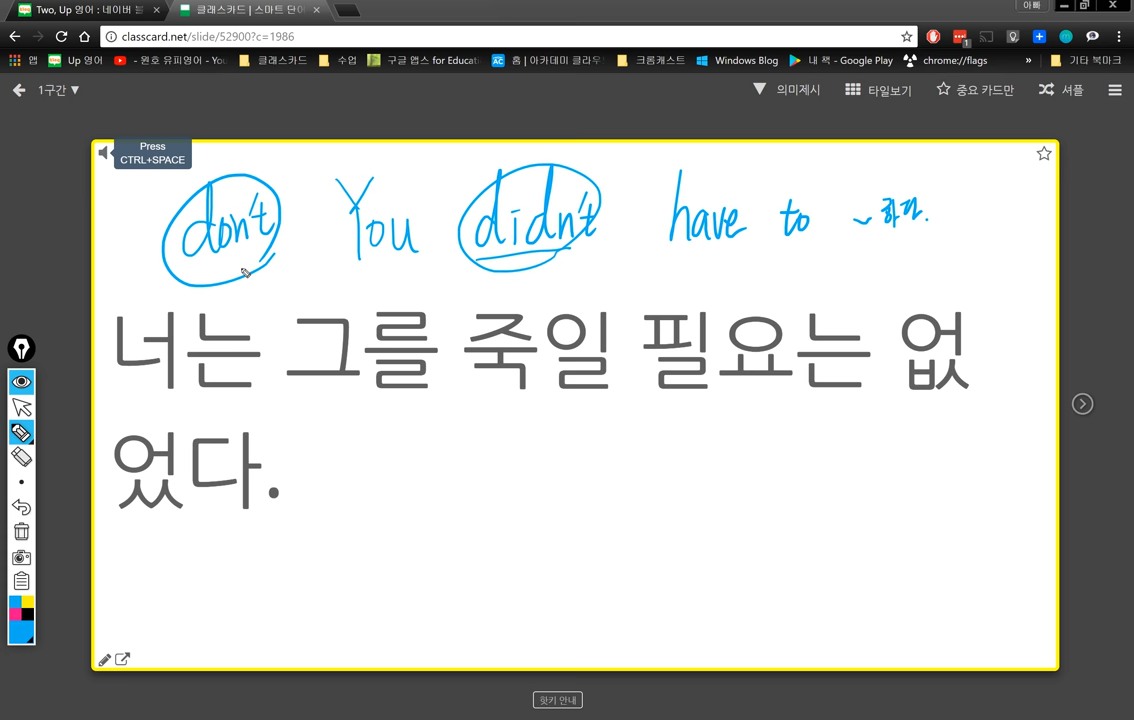 Two, Up 영어 : 네이버 블
클래스카드 | 스마트 단어
아빠
classcard.net/slide/52900?c=1986
앱 Up 영어 - 원호 유피영어 - You 클래스카드 수업 구글 앱스 for Educati 홈 | 아카데미 클라우 크롬캐스트 Windows Blog 내 책 - Google Play chrome://flags » 기타 북마크
1구간 ▼ ▼ 의미제시 타일보기 중요 카드만 셔플
Press
CTRL+SPACE
don't You didn't have to ~하다.
너는 그를 죽일 필요는 없
었다.
핫키 안내